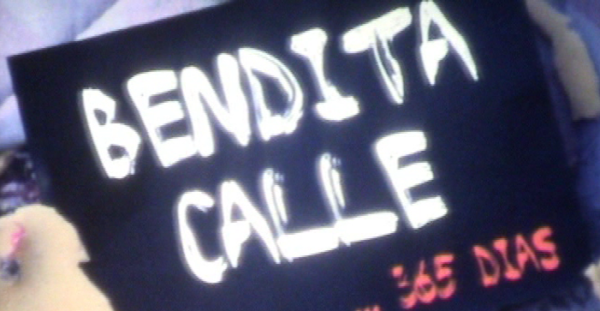 BENDITA
CALLE
... 365 DIAS